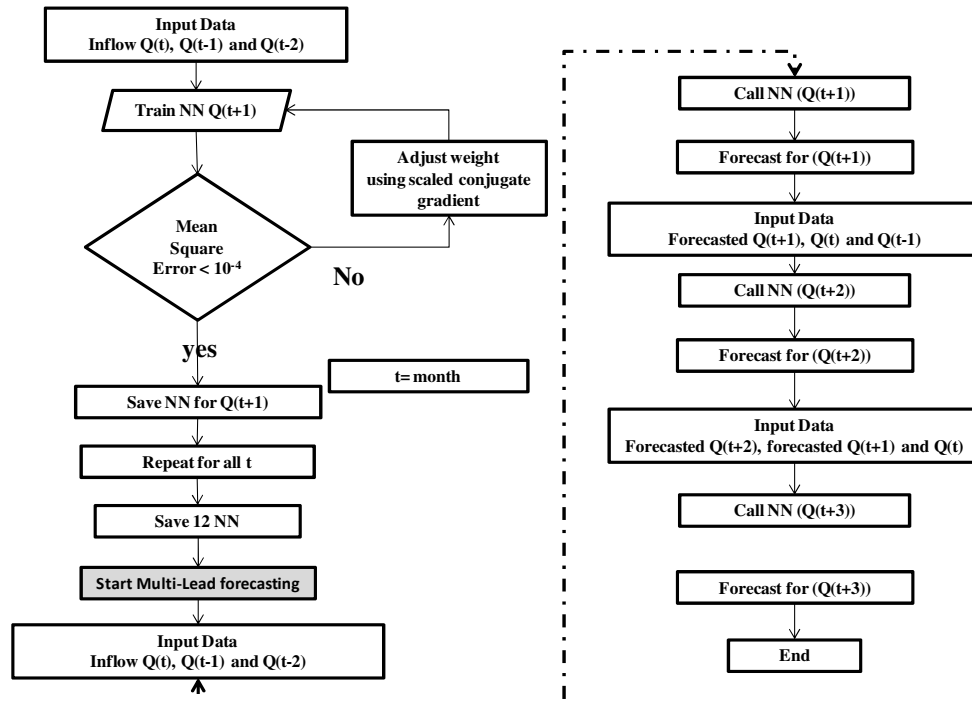 Input Data
Inflow Q(t), Q(t-1) and Q(t-2)
Train NN Q(t+1)
Adjust weight
using scaled conjugate
gradient
Mean
Square
Error < 10⁻⁴
No
yes
t= month
Save NN for Q(t+1)
Repeat for all t
Save 12 NN
Start Multi-Lead forecasting
Input Data
Inflow Q(t), Q(t-1) and Q(t-2)
Call NN (Q(t+1))
Forecast for (Q(t+1))
Input Data
Forecasted Q(t+1), Q(t) and Q(t-1)
Call NN (Q(t+2))
Forecast for (Q(t+2))
Input Data
Forecasted Q(t+2), forecasted Q(t+1) and Q(t)
Call NN (Q(t+3))
Forecast for (Q(t+3))
End